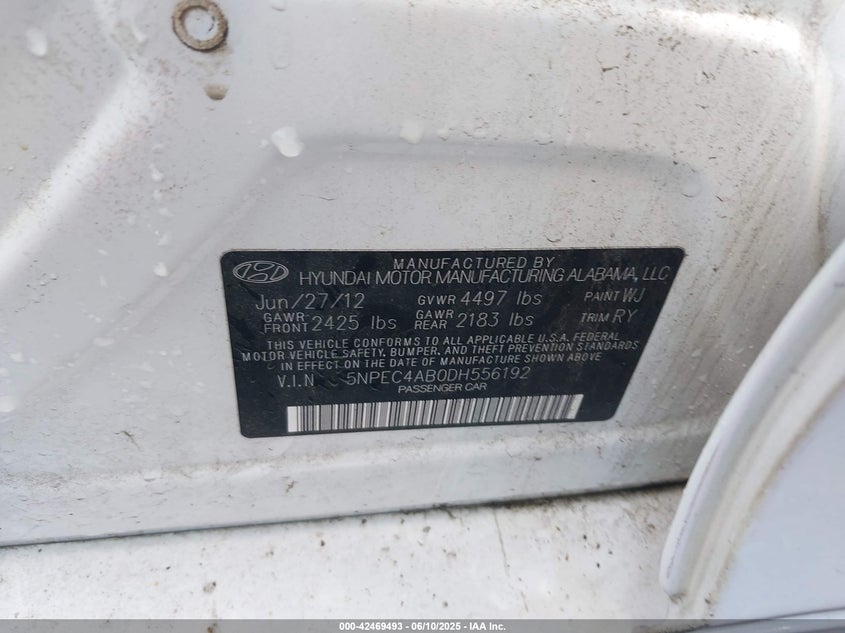 MANUFACTURED BY
HYUNDAI MOTOR MANUFACTURING ALABAMA, LLC
Jun/27/12 GVWR 4497 lbs PAINT WJ
GAWR FRONT 2425 lbs GAWR REAR 2183 lbs TRIM RY
THIS VEHICLE CONFORMS TO ALL APPLICABLE U.S.A. FEDERAL
MOTOR VEHICLE SAFETY, BUMPER, AND THEFT PREVENTION STANDARDS
IN EFFECT ON THE DATE OF MANUFACTURE SHOWN ABOVE.
V.I.N 5NPEC4AB0DH556192
PASSENGER CAR
000-42469493 - 06/10/2025 - IAA Inc.